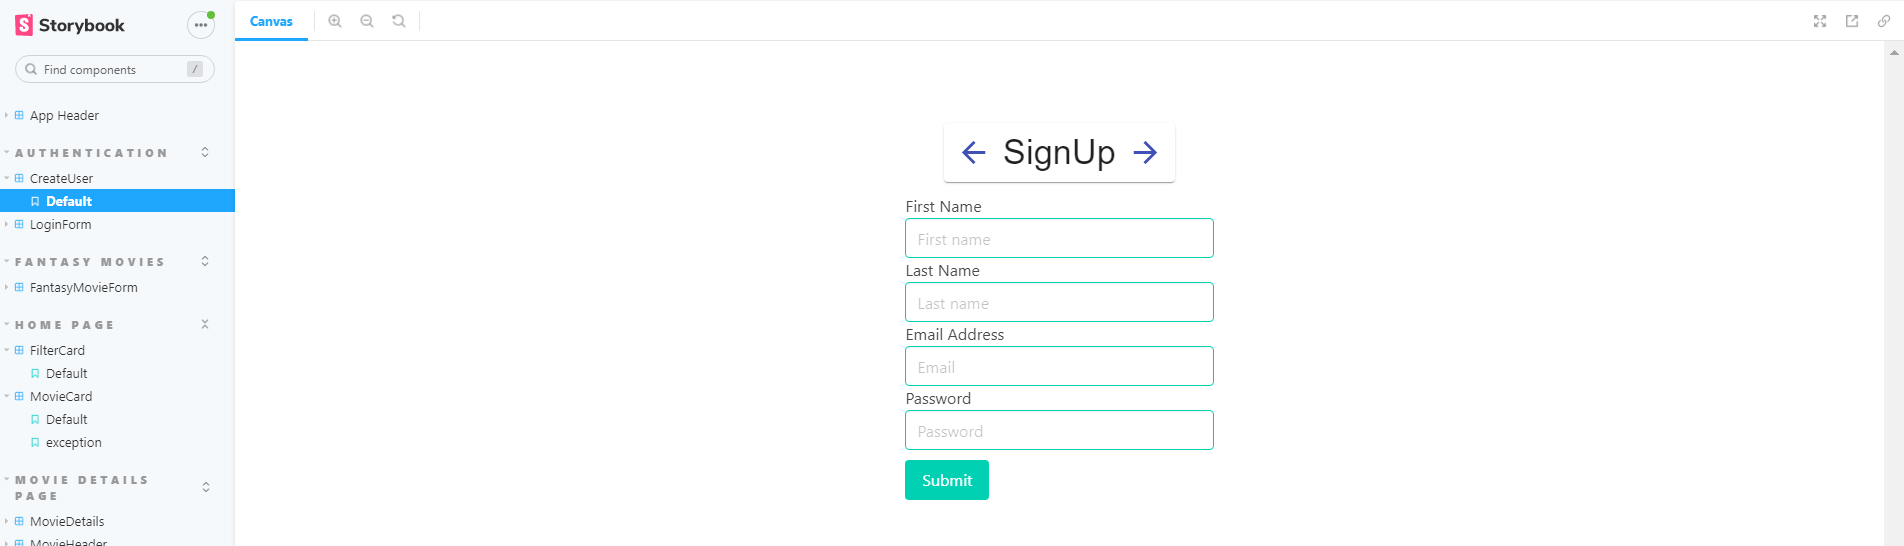 Storybook
Find components
/
App Header
AUTHENTICATION
CreateUser
Default
LoginForm
FANTASY MOVIES
FantasyMovieForm
HOME PAGE
FilterCard
Default
MovieCard
Default
exception
MOVIE DETAILS
PAGE
MovieDetails
MovieHeader
Canvas
SignUp
First Name
First name
Last Name
Last name
Email Address
Email
Password
Password
Submit